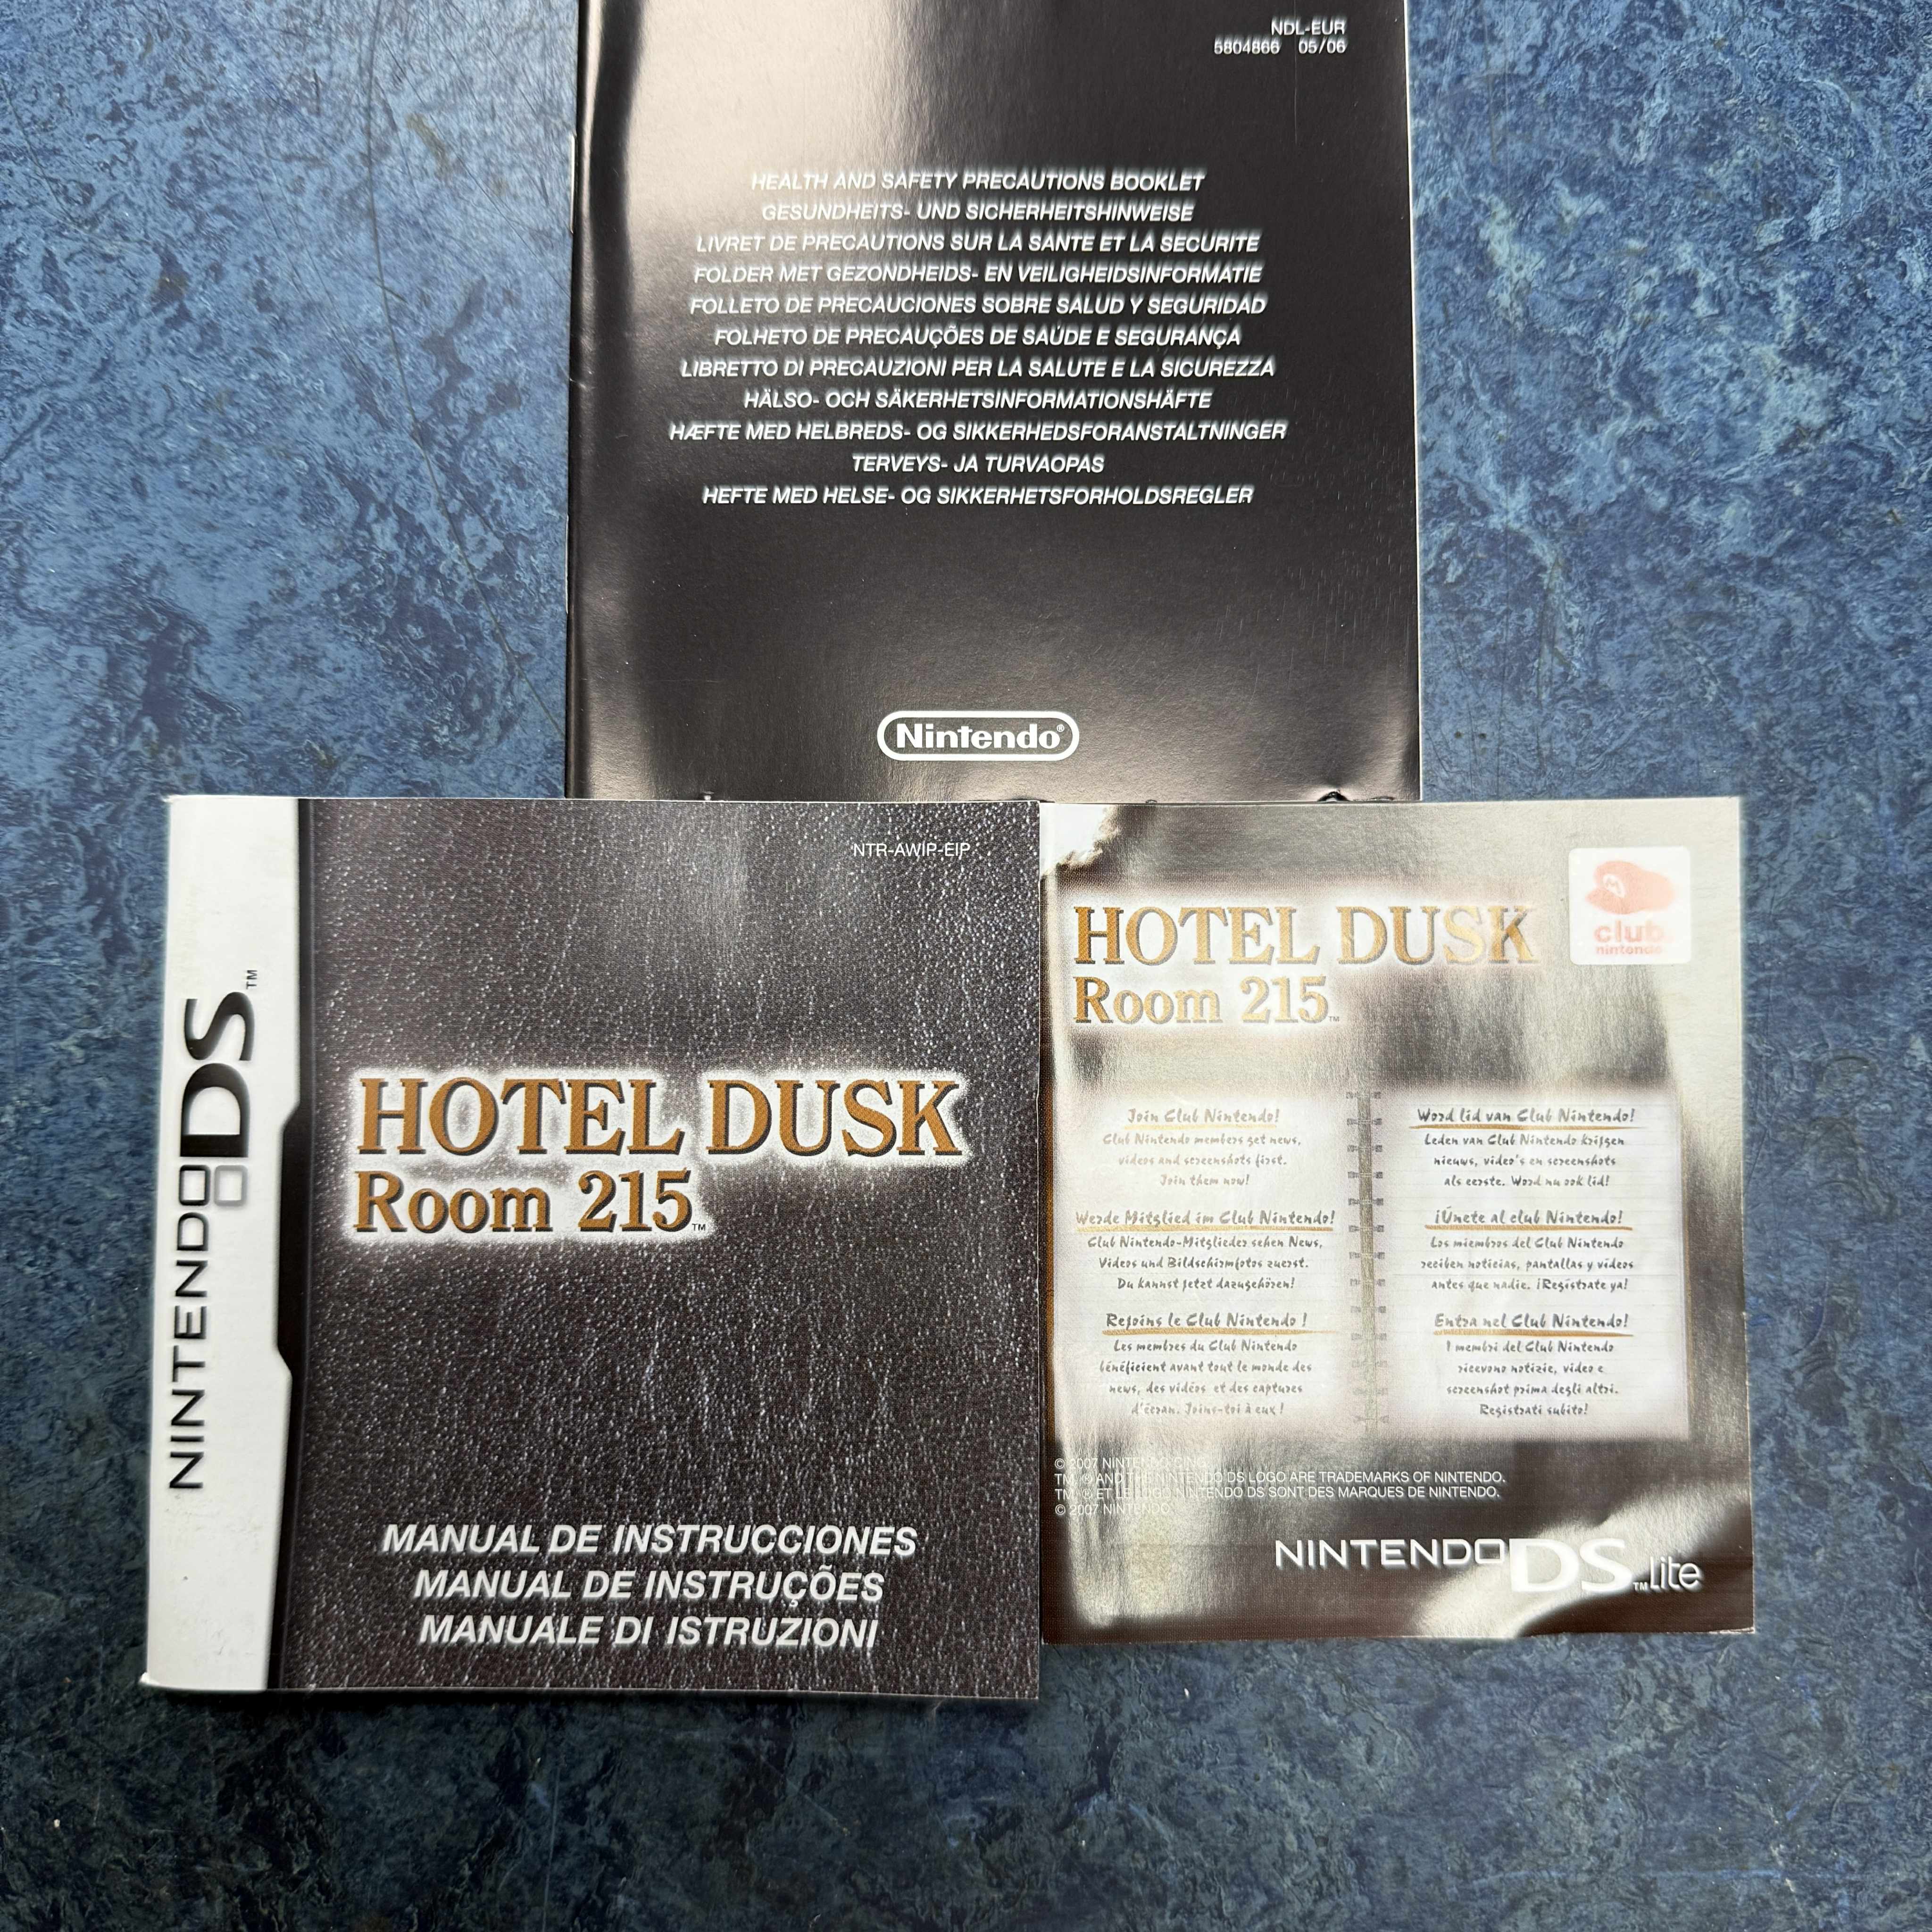 NDL-EUR
5804866 05/06
HEALTH AND SAFETY PRECAUTIONS BOOKLET
GESUNDHEITS- UND SICHERHEITSHINWEISE
LIVRET DE PRECAUTIONS SUR LA SANTE ET LA SECURITE
FOLDER MET GEZONDHEIDS- EN VEILIGHEIDSINFORMATIE
FOLLETO DE PRECAUCIONES SOBRE SALUD Y SEGURIDAD
FOLHETO DE PRECAUÇÕES DE SAÚDE E SEGURANÇA
LIBRETTO DI PRECAUZIONI PER LA SALUTE E LA SICUREZZA
HÄLSO- OCH SÄKERHETSINFORMATIONSHÄFTE
HÆFTE MED HELBREDS- OG SIKKERHEDSFORANSTALTNINGER
TERVEYS- JA TURVAOPAS
HEFTE MED HELSE- OG SIKKERHETSFORHOLDSREGLER
Nintendo®
NINTENDO DS™
NTR-AWIP-EIP
HOTEL DUSK
Room 215™
MANUAL DE INSTRUCCIONES
MANUAL DE INSTRUÇÕES
MANUALE DI ISTRUZIONI
M
club
nintendo
HOTEL DUSK
Room 215™
Join Club Nintendo!
Club Nintendo members get news,
videos and screenshots first.
Join them now!
Werde Mitglied im Club Nintendo!
Club Nintendo-Mitglieder sehen News,
Videos und Bildschirmfotos zuerst.
Du kannst jetzt dazugehören!
Rejoins le Club Nintendo !
Les membres du Club Nintendo
bénéficient avant tout le monde des
news, des vidéos et des captures
d'écran. Joins-toi à eux !
Word lid van Club Nintendo!
Leden van Club Nintendo krijgen
nieuws, video's en screenshots
als eerste. Word nu ook lid!
¡Únete al club Nintendo!
Los miembros del Club Nintendo
reciben noticias, pantallas y vídeos
antes que nadie. ¡Regístrate ya!
Entra nel Club Nintendo!
I membri del Club Nintendo
ricevono notizie, video e
screenshot prima degli altri.
Registrati subito!
© 2007 NINTENDO/CING.
TM, ® AND THE NINTENDO DS LOGO ARE TRADEMARKS OF NINTENDO.
TM, ® ET LE LOGO NINTENDO DS SONT DES MARQUES DE NINTENDO.
© 2007 NINTENDO.
NINTENDO DS™ Lite